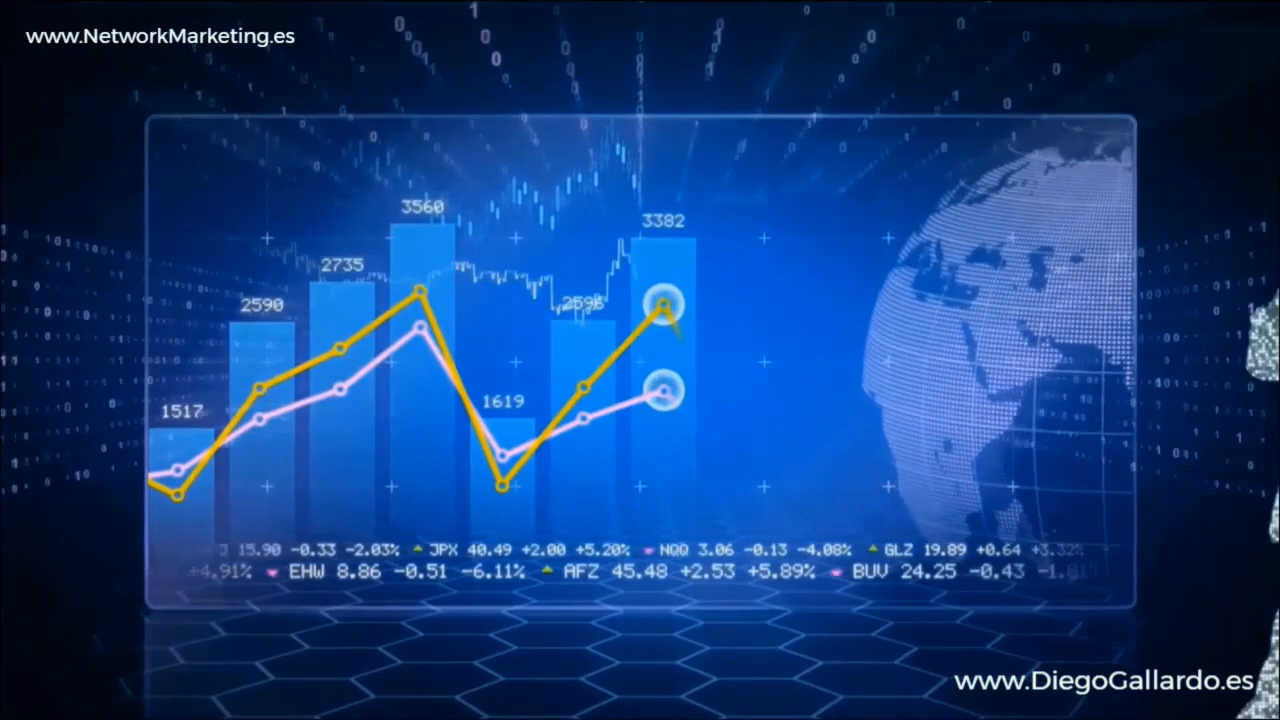 www.NetworkMarketing.es
3560
3382
2735
2590
2596
1517
1619
J 15.90 -0.33 -2.03% JPX 40.49 +2.00 +5.20% NQQ 3.06 -0.13 -4.08% GLZ 19.89 +0.64 +3.32%
+4.91% EHW 8.86 -0.51 -6.11% AFZ 45.48 +2.53 +5.89% BUV 24.25 -0.43
www.DiegoGallardo.es